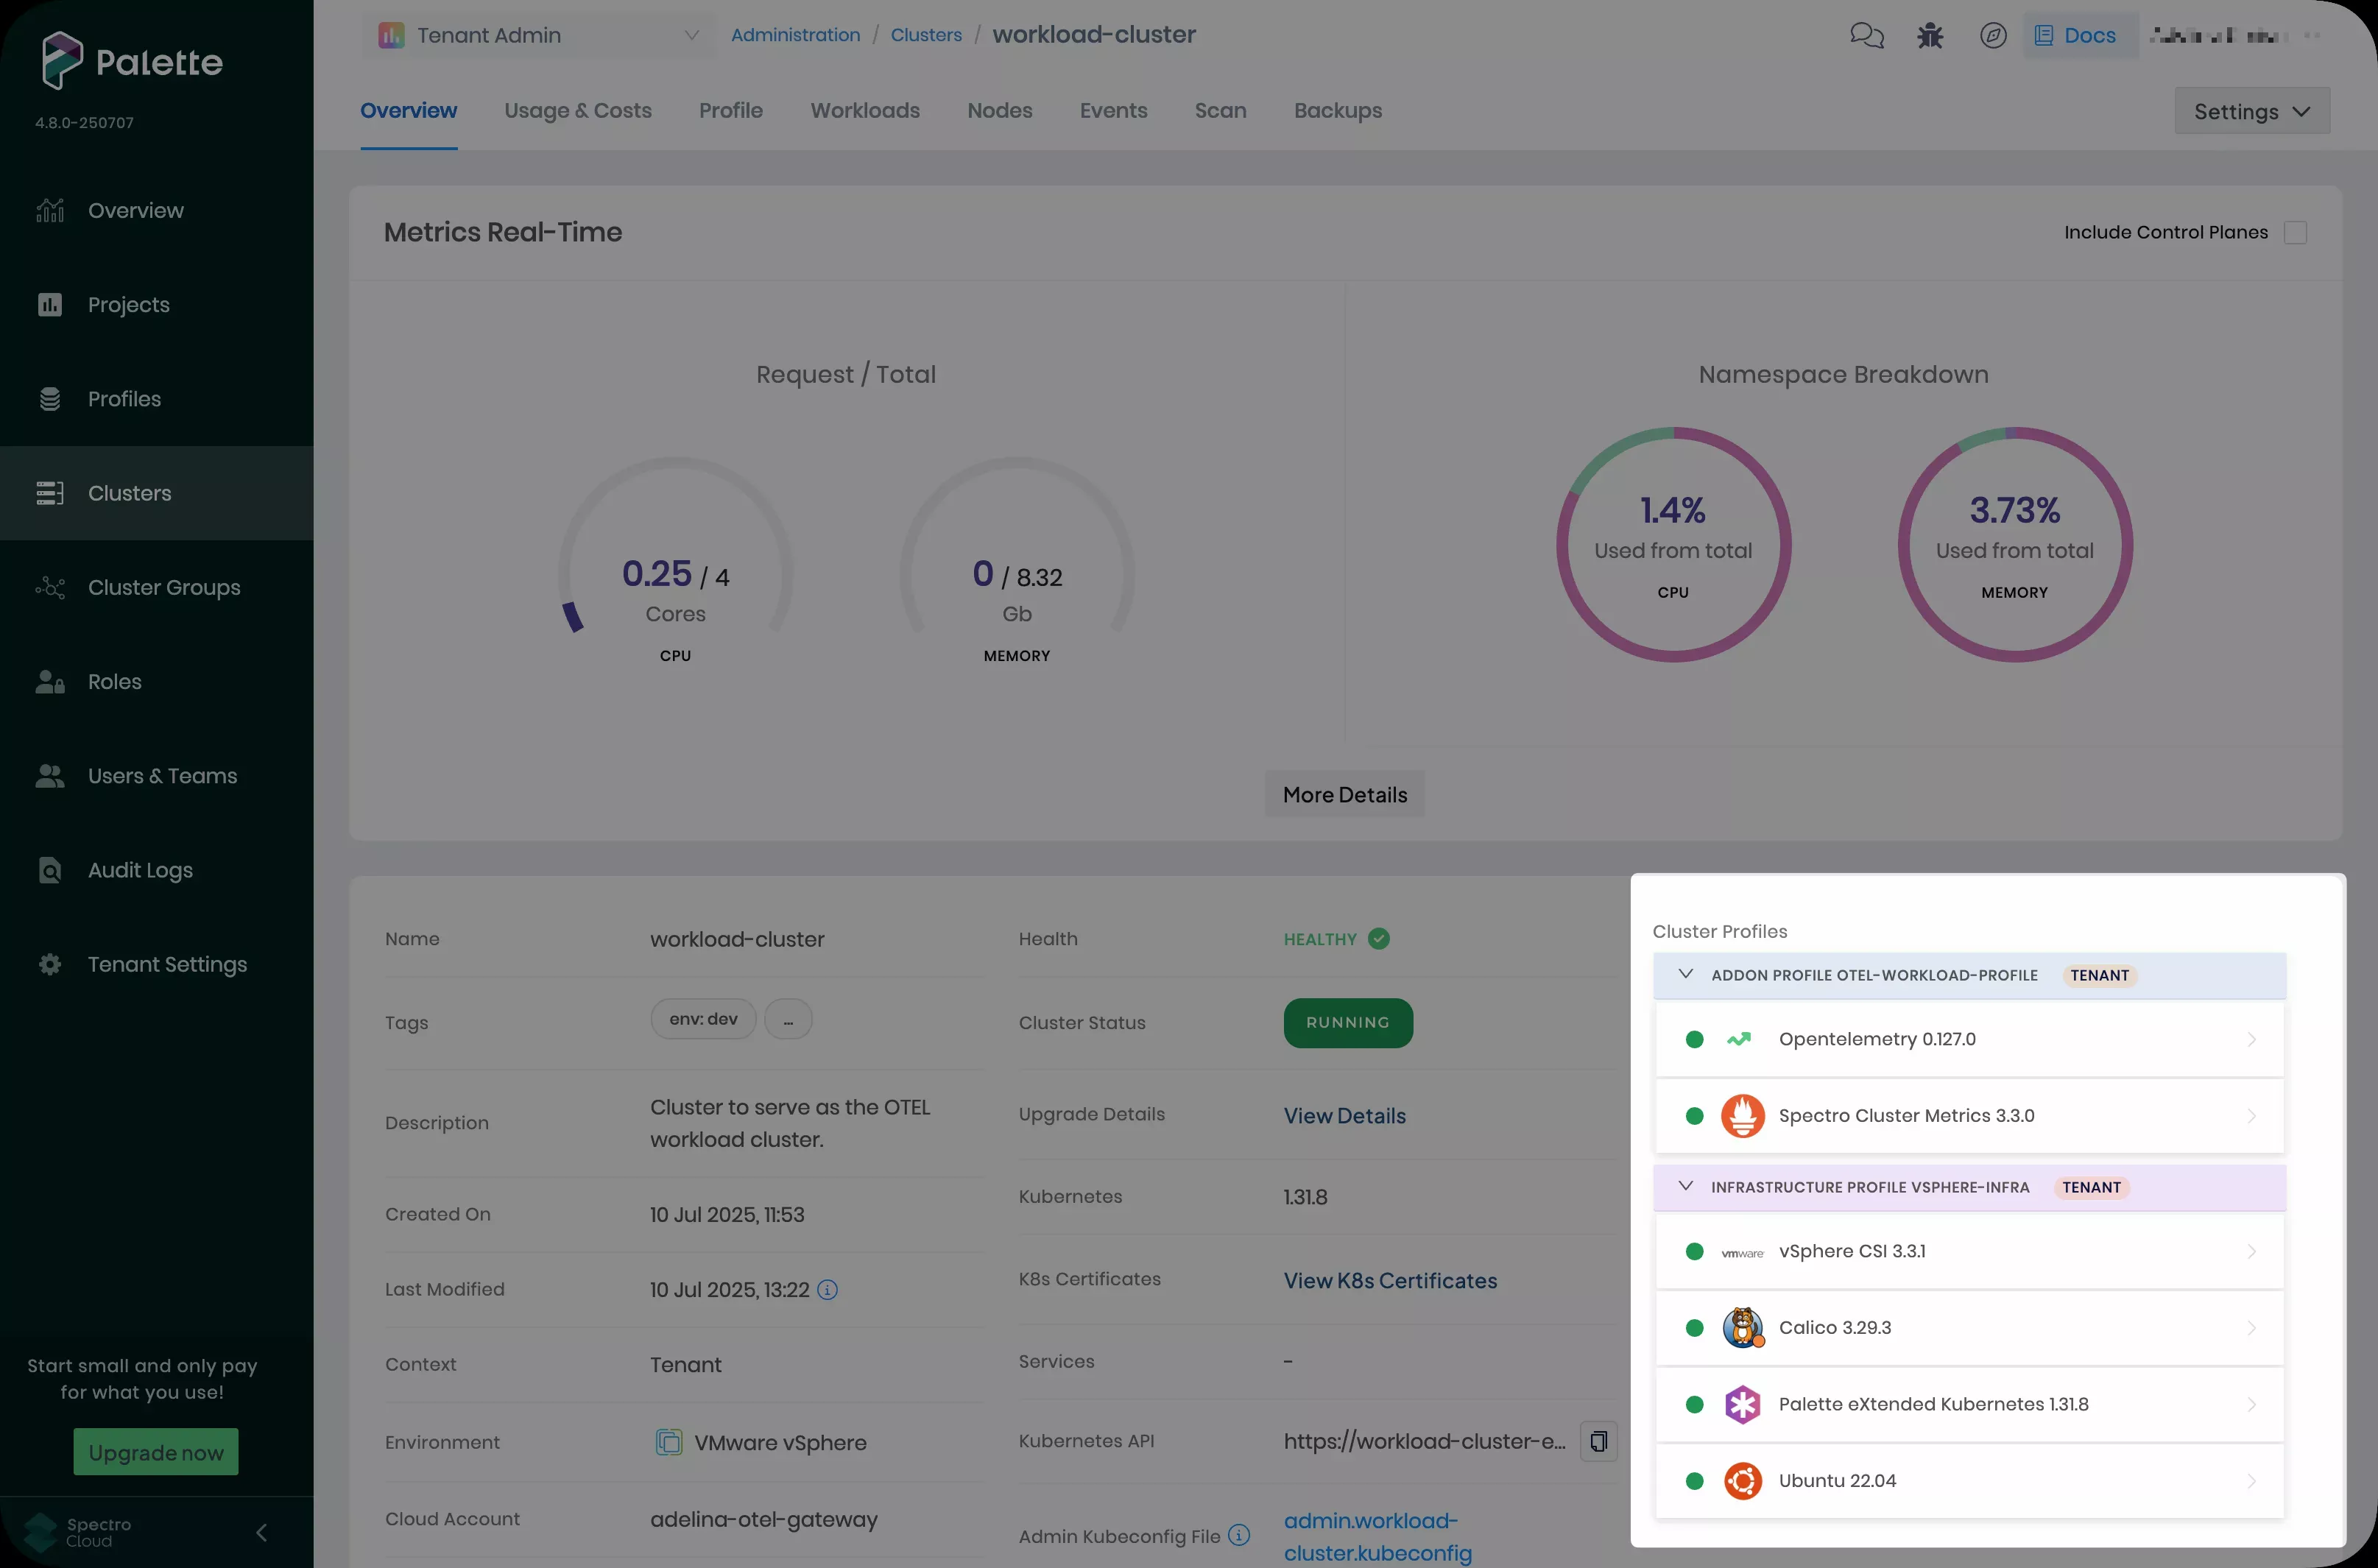 Palette
4.8.0-250707
Overview
Projects
Profiles
Clusters
Cluster Groups
Roles
Users & Teams
Audit Logs
Tenant Settings
Start small and only pay
for what you use!
Upgrade now
Spectro
Cloud
Tenant Admin
Administration / Clusters / workload-cluster
Docs
Overview Usage & Costs Profile Workloads Nodes Events Scan Backups
Settings
Metrics Real-Time
Include Control Planes
Request / Total
0.25 / 4
Cores
CPU
0 / 8.32
Gb
MEMORY
Namespace Breakdown
1.4%
Used from total
CPU
3.73%
Used from total
MEMORY
More Details
Name workload-cluster
Tags env: dev ...
Description Cluster to serve as the OTEL
workload cluster.
Created On 10 Jul 2025, 11:53
Last Modified 10 Jul 2025, 13:22
Context Tenant
Environment VMware vSphere
Cloud Account adelina-otel-gateway
Health HEALTHY
Cluster Status RUNNING
Upgrade Details View Details
Kubernetes 1.31.8
K8s Certificates View K8s Certificates
Services -
Kubernetes API https://workload-cluster-e...
Admin Kubeconfig File admin.workload-
cluster.kubeconfig
Cluster Profiles
ADDON PROFILE OTEL-WORKLOAD-PROFILE TENANT
Opentelemetry 0.127.0
Spectro Cluster Metrics 3.3.0
INFRASTRUCTURE PROFILE VSPHERE-INFRA TENANT
vmware vSphere CSI 3.3.1
Calico 3.29.3
Palette eXtended Kubernetes 1.31.8
Ubuntu 22.04